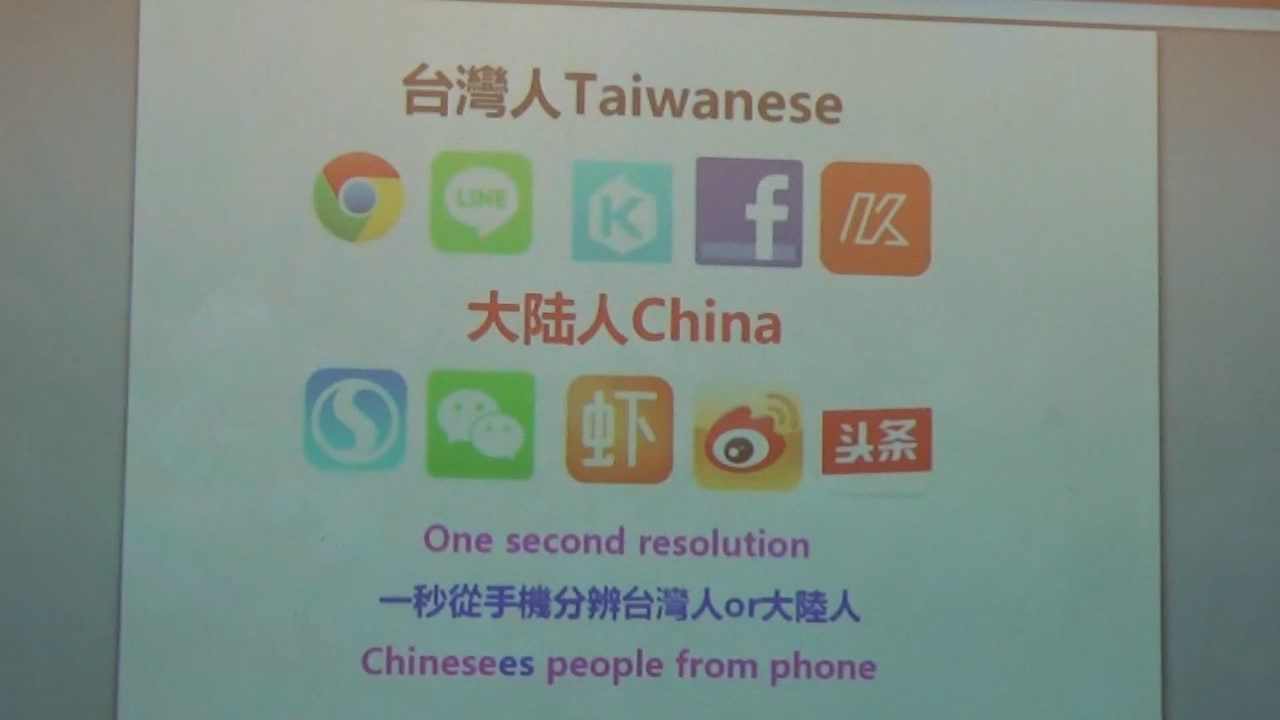 台灣人Taiwanese
LINE K f K
大陆人China
S 虾 头条
One second resolution
一秒從手機分辨台灣人or大陸人
Chinesees people from phone